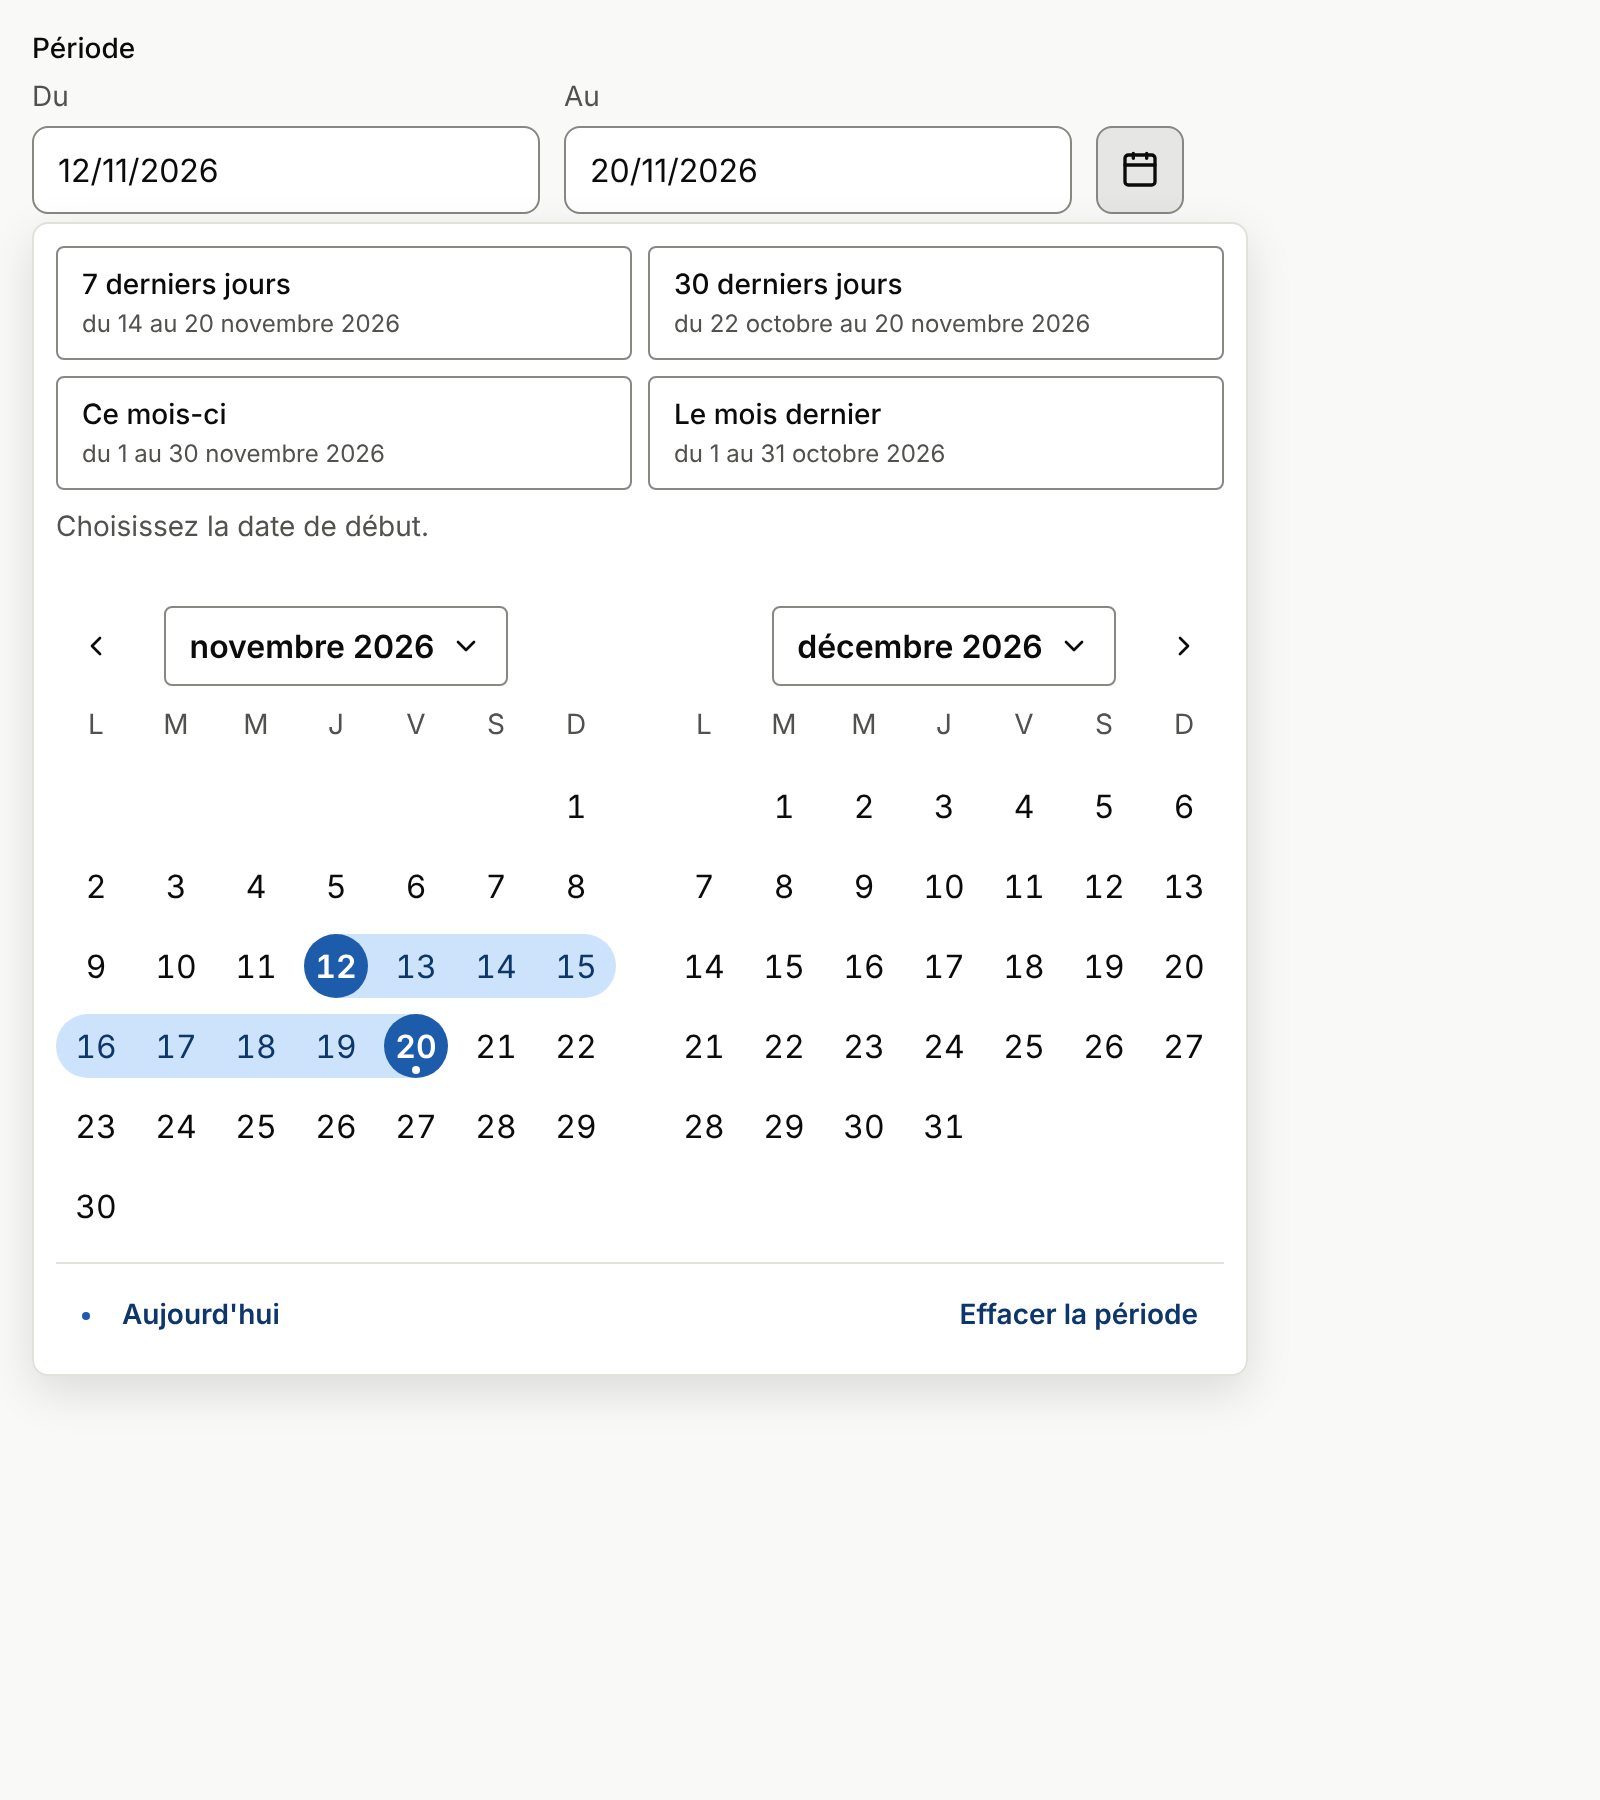 Période
Du Au
12/11/2026 20/11/2026
7 derniers jours 30 derniers jours
du 14 au 20 novembre 2026 du 22 octobre au 20 novembre 2026
Ce mois-ci Le mois dernier
du 1 au 30 novembre 2026 du 1 au 31 octobre 2026
Choisissez la date de début.
novembre 2026 décembre 2026
L M M J V S D L M M J V S D
1 1 2 3 4 5 6
2 3 4 5 6 7 8 7 8 9 10 11 12 13
9 10 11 12 13 14 15 14 15 16 17 18 19 20
16 17 18 19 20 21 22 21 22 23 24 25 26 27
23 24 25 26 27 28 29 28 29 30 31
30
Aujourd'hui Effacer la période